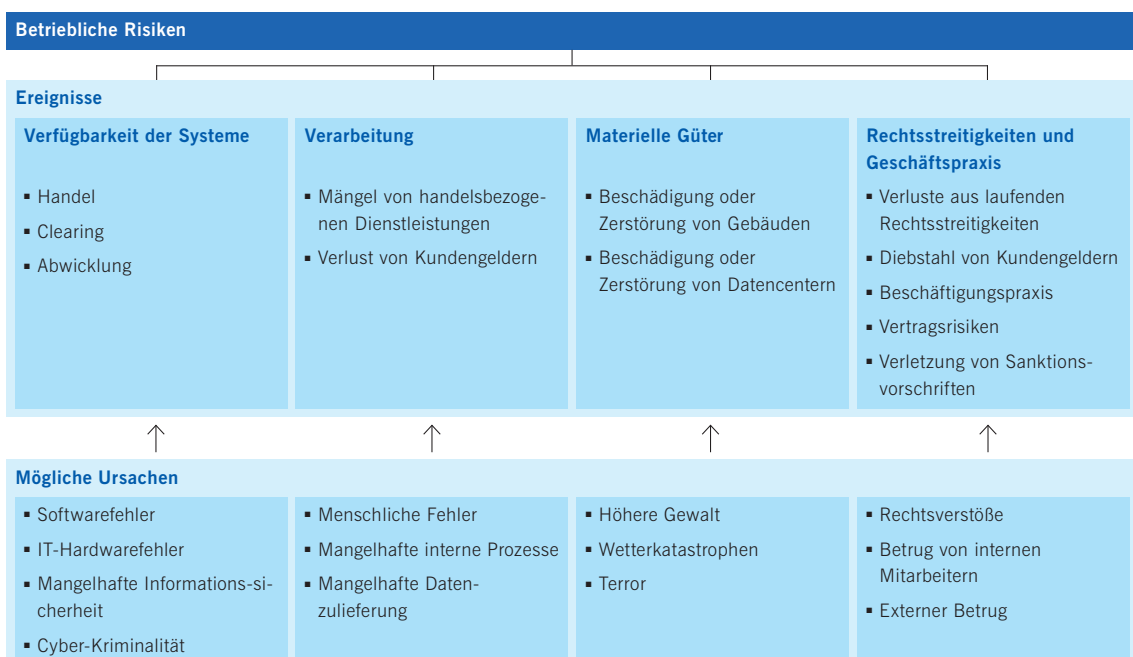 Betriebliche Risiken
Ereignisse
Verfügbarkeit der Systeme
▪ Handel
▪ Clearing
▪ Abwicklung
Verarbeitung
▪ Mängel von handelsbezoge-
nen Dienstleistungen
▪ Verlust von Kundengeldern
Materielle Güter
▪ Beschädigung oder
Zerstörung von Gebäuden
▪ Beschädigung oder
Zerstörung von Datencentern
Rechtsstreitigkeiten und
Geschäftspraxis
▪ Verluste aus laufenden
Rechtsstreitigkeiten
▪ Diebstahl von Kundengeldern
▪ Beschäftigungspraxis
▪ Vertragsrisiken
▪ Verletzung von Sanktions-
vorschriften
Mögliche Ursachen
▪ Softwarefehler
▪ IT-Hardwarefehler
▪ Mangelhafte Informations-si-
cherheit
▪ Cyber-Kriminalität
▪ Menschliche Fehler
▪ Mangelhafte interne Prozesse
▪ Mangelhafte Daten-
zulieferung
▪ Höhere Gewalt
▪ Wetterkatastrophen
▪ Terror
▪ Rechtsverstöße
▪ Betrug von internen
Mitarbeitern
▪ Externer Betrug